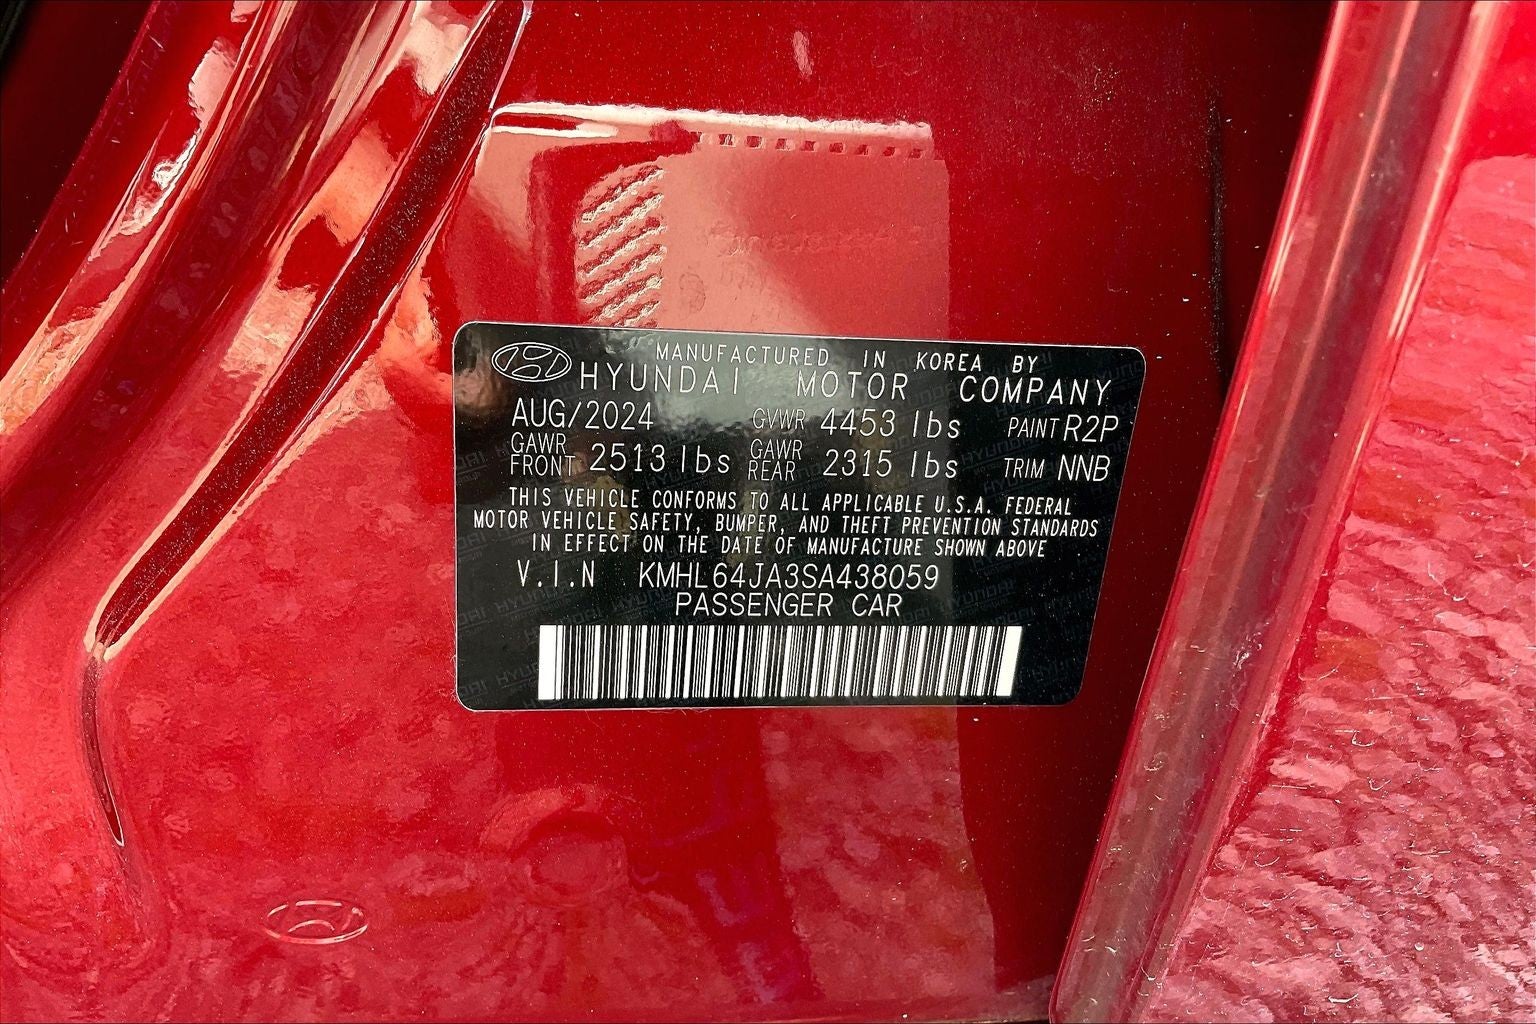 MANUFACTURED IN KOREA BY
HYUNDAI MOTOR COMPANY
AUG/2024 GVWR 4453 lbs PAINT R2P
GAWR FRONT 2513 lbs GAWR REAR 2315 lbs TRIM NNB
THIS VEHICLE CONFORMS TO ALL APPLICABLE U.S.A. FEDERAL
MOTOR VEHICLE SAFETY, BUMPER, AND THEFT PREVENTION STANDARDS
IN EFFECT ON THE DATE OF MANUFACTURE SHOWN ABOVE
V.I.N KMHL64JA3SA438059
PASSENGER CAR